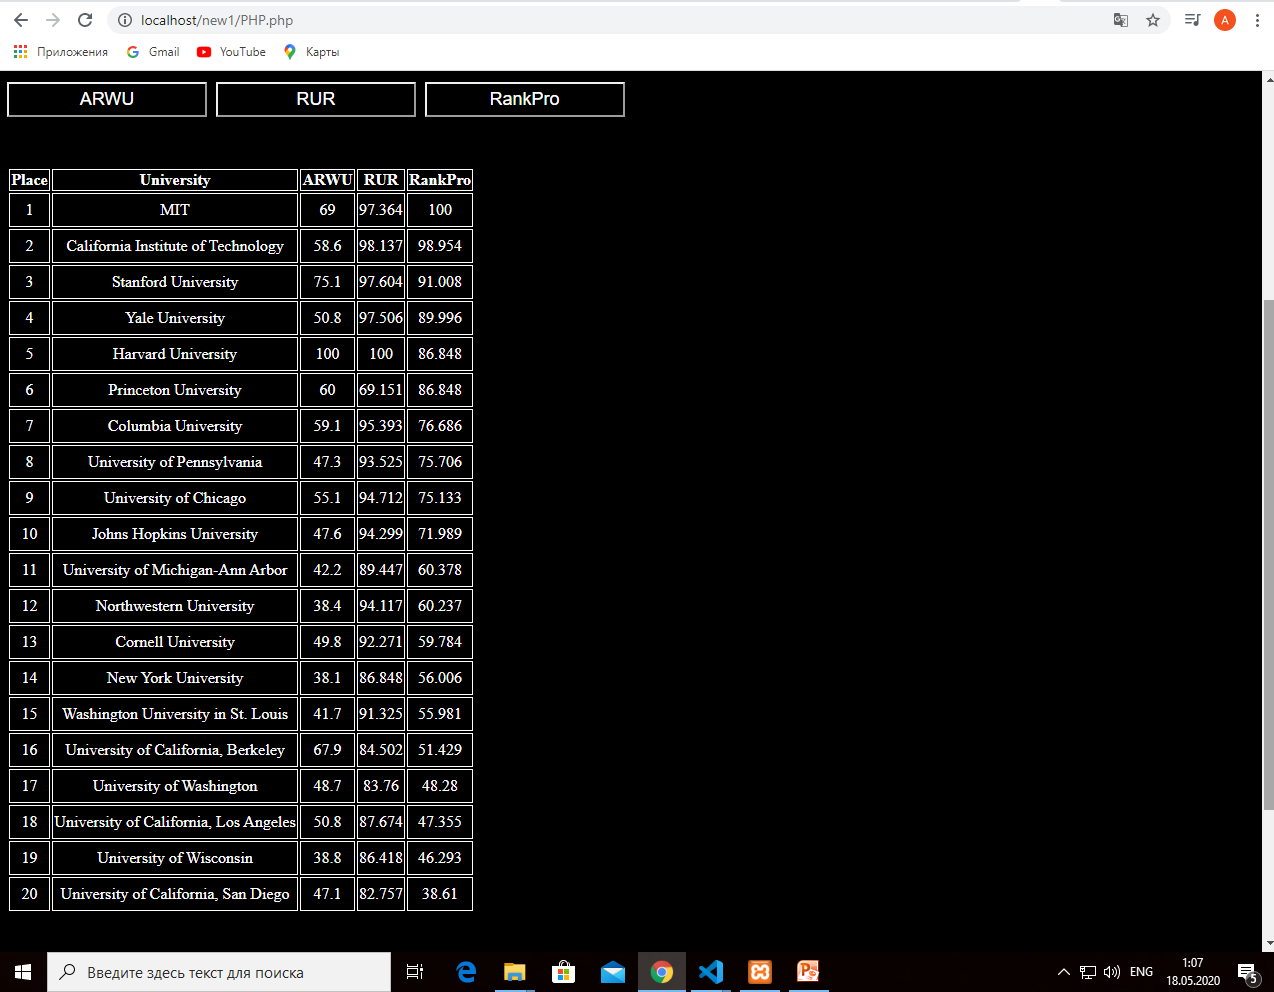 localhost/new1/PHP.php
A
Приложения Gmail YouTube Карты
ARWU RUR RankPro
Place University ARWU RUR RankPro
1 MIT 69 97.364 100
2 California Institute of Technology 58.6 98.137 98.954
3 Stanford University 75.1 97.604 91.008
4 Yale University 50.8 97.506 89.996
5 Harvard University 100 100 86.848
6 Princeton University 60 69.151 86.848
7 Columbia University 59.1 95.393 76.686
8 University of Pennsylvania 47.3 93.525 75.706
9 University of Chicago 55.1 94.712 75.133
10 Johns Hopkins University 47.6 94.299 71.989
11 University of Michigan-Ann Arbor 42.2 89.447 60.378
12 Northwestern University 38.4 94.117 60.237
13 Cornell University 49.8 92.271 59.784
14 New York University 38.1 86.848 56.006
15 Washington University in St. Louis 41.7 91.325 55.981
16 University of California, Berkeley 67.9 84.502 51.429
17 University of Washington 48.7 83.76 48.28
18 University of California, Los Angeles 50.8 87.674 47.355
19 University of Wisconsin 38.8 86.418 46.293
20 University of California, San Diego 47.1 82.757 38.61
Введите здесь текст для поиска
ENG
1:07
18.05.2020
5